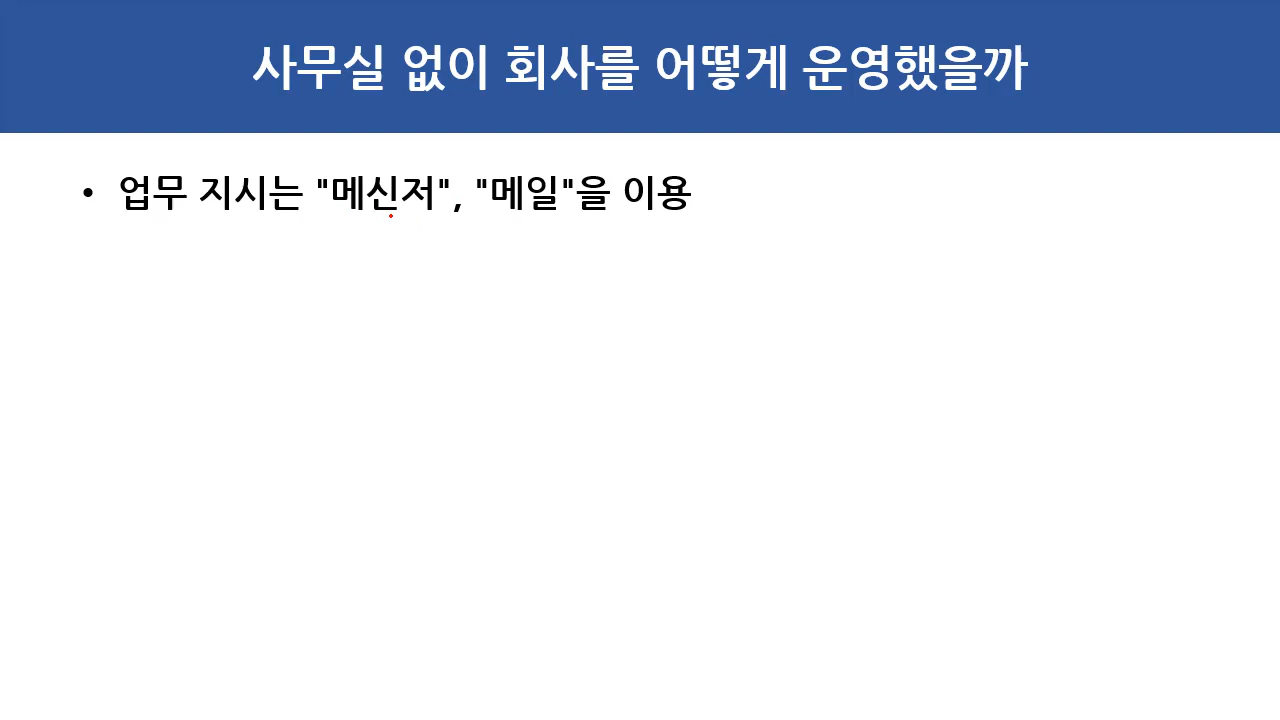 사무실 없이 회사를 어떻게 운영했을까
• 업무 지시는 "메신저", "메일"을 이용